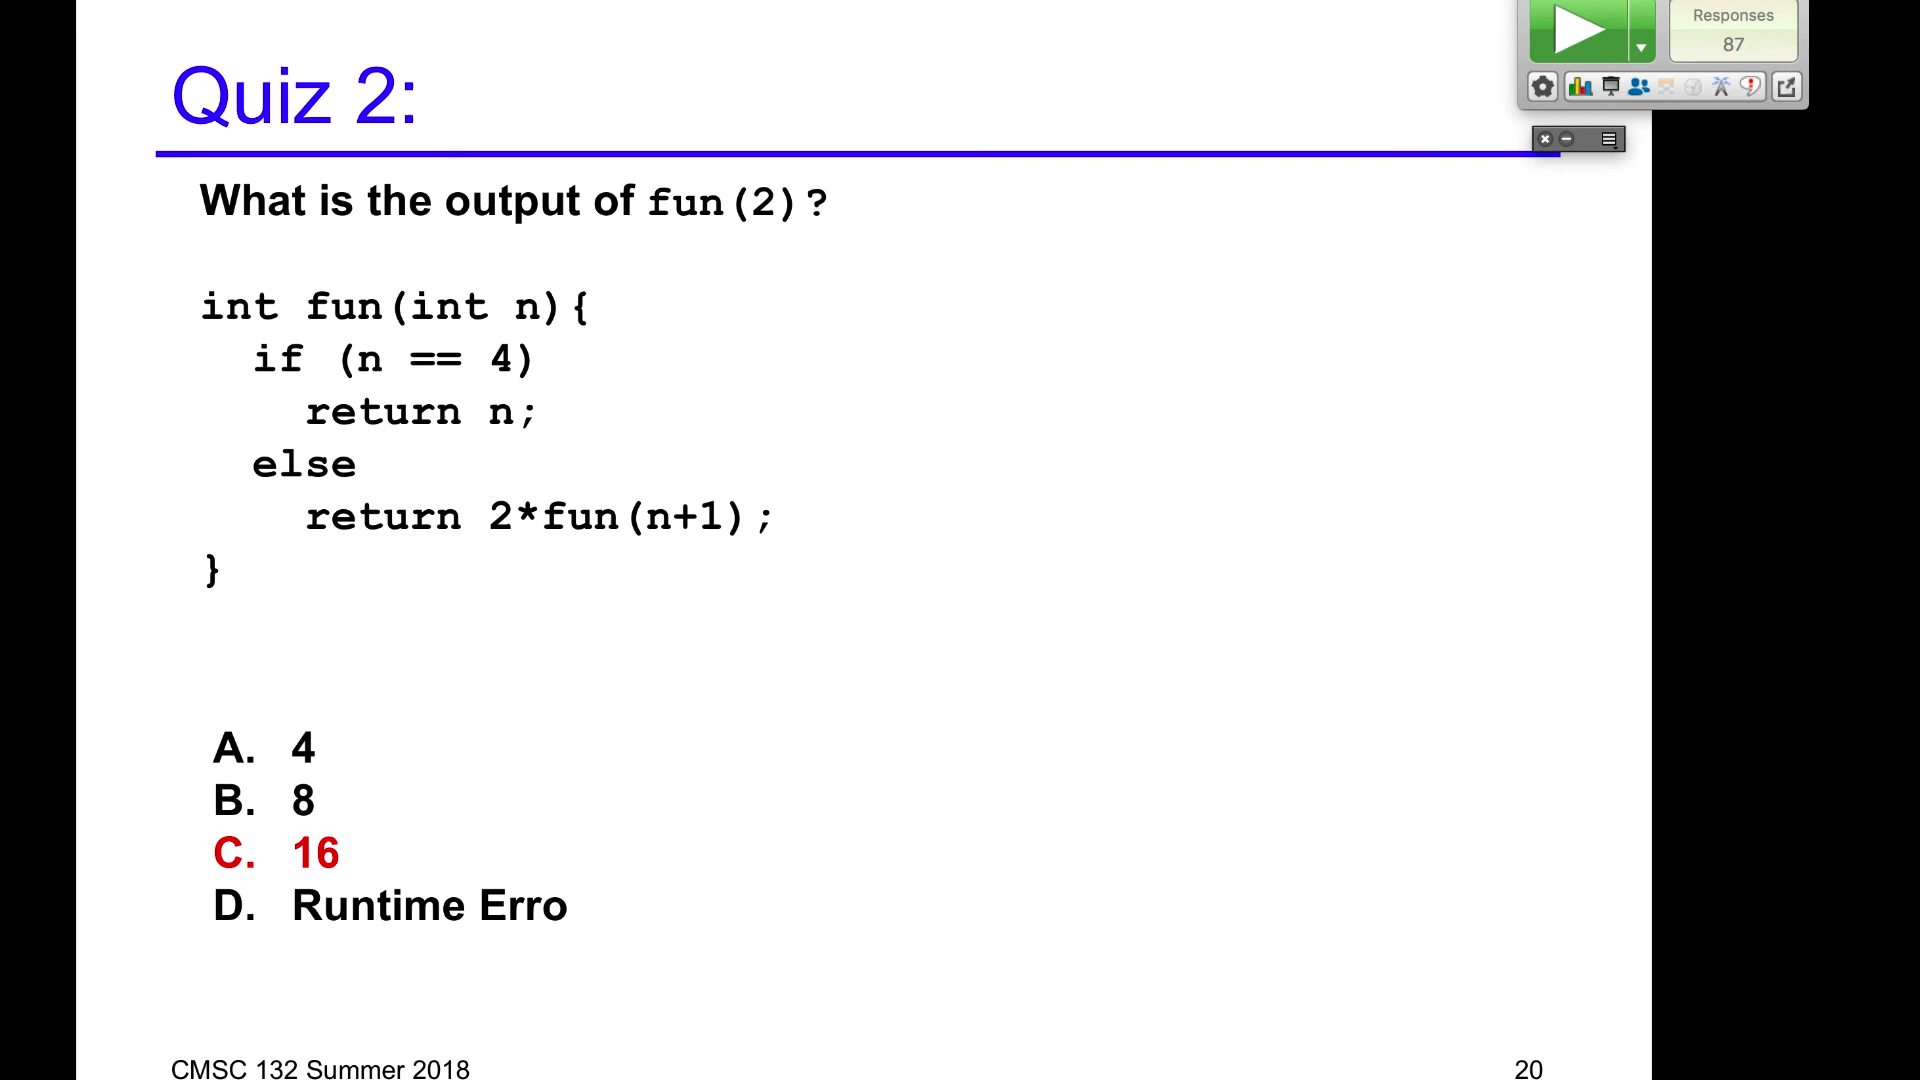 Responses
87
Quiz 2:
What is the output of fun(2)?
int fun(int n){
if (n == 4)
return n;
else
return 2*fun(n+1);
}
A. 4
B. 8
C. 16
D. Runtime Erro
CMSC 132 Summer 2018
20